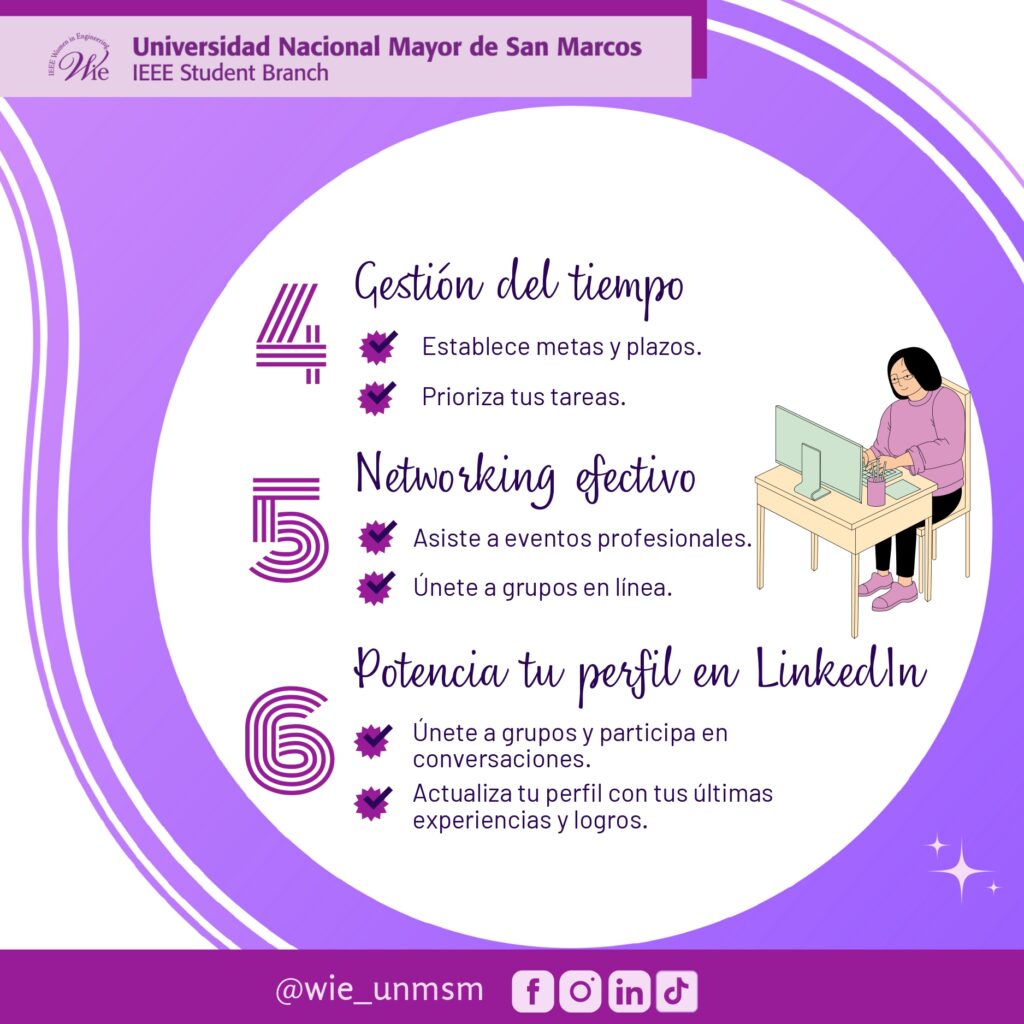 IEEE Women in Engineering
WIE
Universidad Nacional Mayor de San Marcos
IEEE Student Branch
4
Gestión del tiempo
Establece metas y plazos.
Prioriza tus tareas.
5
Networking efectivo
Asiste a eventos profesionales.
Únete a grupos en línea.
6
Potencia tu perfil en LinkedIn
Únete a grupos y participa en
conversaciones.
Actualiza tu perfil con tus últimas
experiencias y logros.
@wie_unmsm